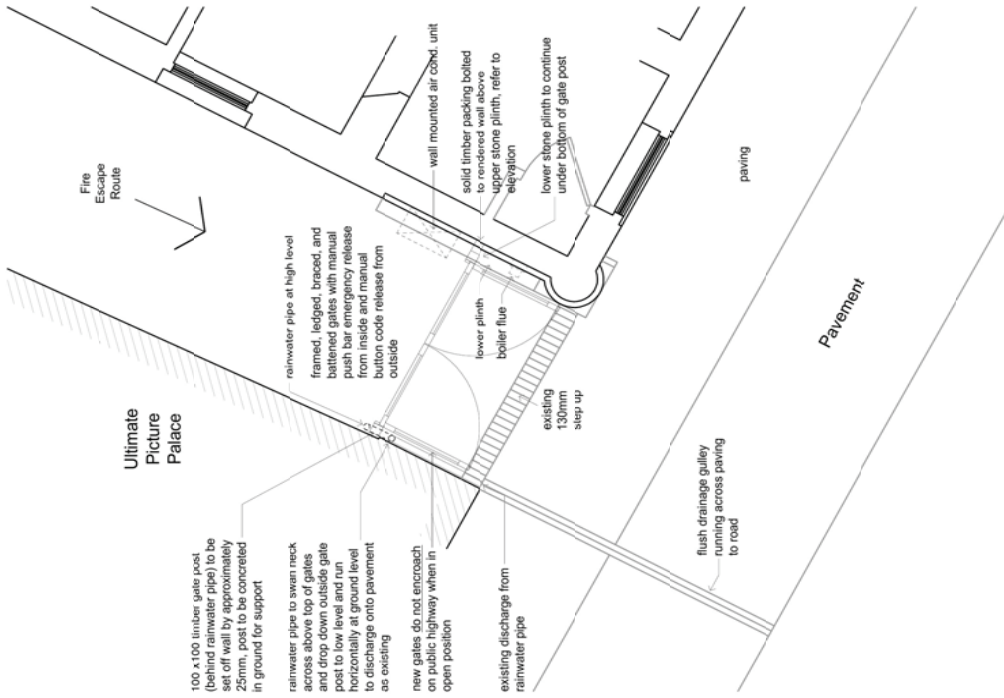 Ultimate
Picture
Palace
Fire
Escape
Route
100 x100 timber gate post
(behind rainwater pipe) to be
set off wall by approximately
25mm, post to be concreted
in ground for support
rainwater pipe to swan neck
across above top of gates
and drop down outside gate
post to low level and run
horizontally at ground level
to discharge onto pavement
as existing
new gates do not encroach
on public highway when in
open position
existing discharge from
rainwater pipe
rainwater pipe at high level
framed, ledged, braced, and
battened gates with manual
push bar emergency release
from inside and manual
button code release from
outside
wall mounted air cond. unit
solid timber packing bolted
to rendered wall above
upper stone plinth, refer to
elevation
lower stone plinth to continue
under bottom of gate post
lower plinth
boiler flue
existing
130mm
step up
paving
Pavement
flush drainage gulley
running across paving
to road